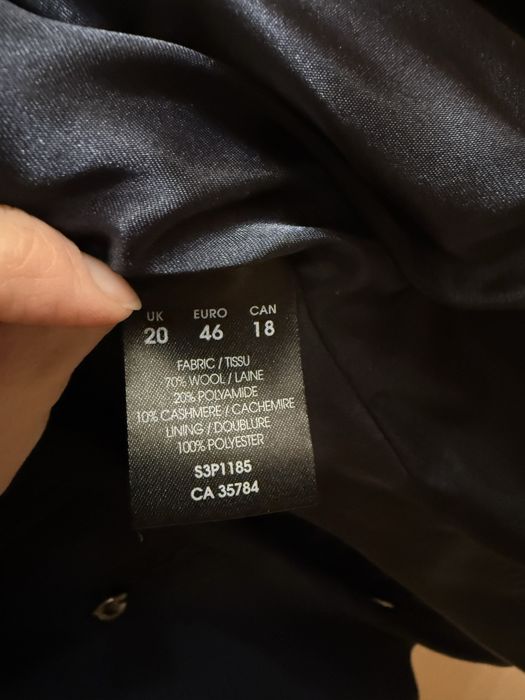 UK EURO CAN
20 46 18
FABRIC / TISSU
70% WOOL / LAINE
20% POLYAMIDE
10% CASHMERE / CACHEMIRE
LINING / DOUBLURE
100% POLYESTER
S3P1185
CA 35784